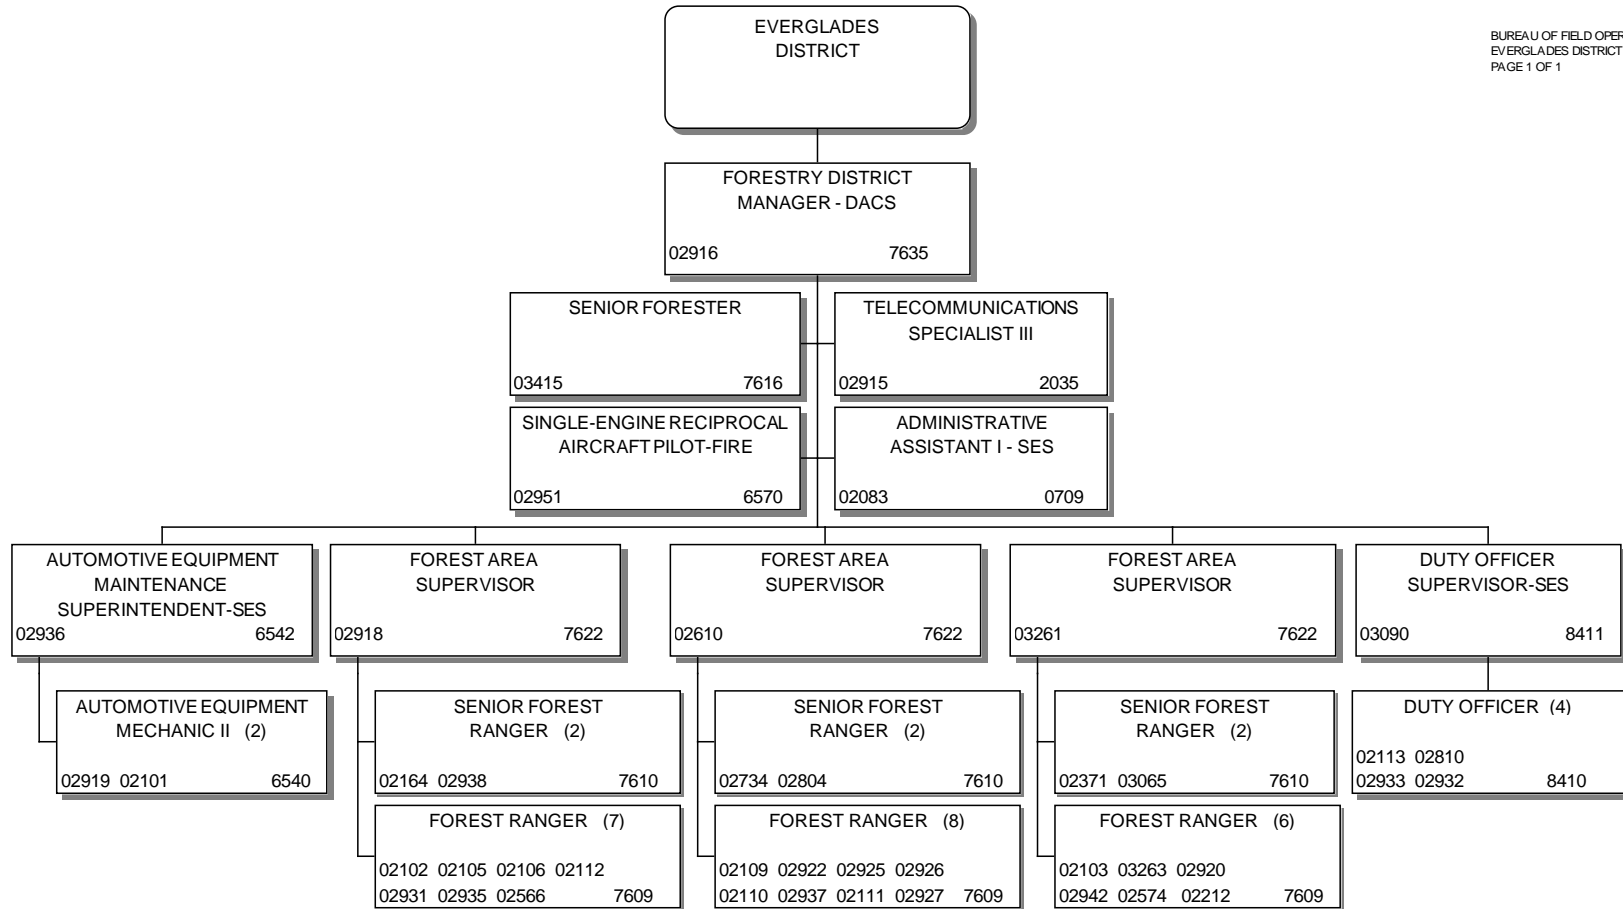 EVERGLADES
DISTRICT
BUREAU OF FIELD OPER
EVERGLADES DISTRICT
PAGE 1 OF 1
FORESTRY DISTRICT
MANAGER - DACS
02916 7635
SENIOR FORESTER
03415 7616
TELECOMMUNICATIONS
SPECIALIST III
02915 2035
SINGLE-ENGINE RECIPROCAL
AIRCRAFT PILOT-FIRE
02951 6570
ADMINISTRATIVE
ASSISTANT I - SES
02083 0709
AUTOMOTIVE EQUIPMENT
MAINTENANCE
SUPERINTENDENT-SES
02936 6542
FOREST AREA
SUPERVISOR
02918 7622
FOREST AREA
SUPERVISOR
02610 7622
FOREST AREA
SUPERVISOR
03261 7622
DUTY OFFICER
SUPERVISOR-SES
03090 8411
AUTOMOTIVE EQUIPMENT
MECHANIC II (2)
02919 02101 6540
SENIOR FOREST
RANGER (2)
02164 02938 7610
SENIOR FOREST
RANGER (2)
02734 02804 7610
SENIOR FOREST
RANGER (2)
02371 03065 7610
DUTY OFFICER (4)
02113 02810
02933 02932 8410
FOREST RANGER (7)
02102 02105 02106 02112
02931 02935 02566 7609
FOREST RANGER (8)
02109 02922 02925 02926
02110 02937 02111 02927 7609
FOREST RANGER (6)
02103 03263 02920
02942 02574 02212 7609